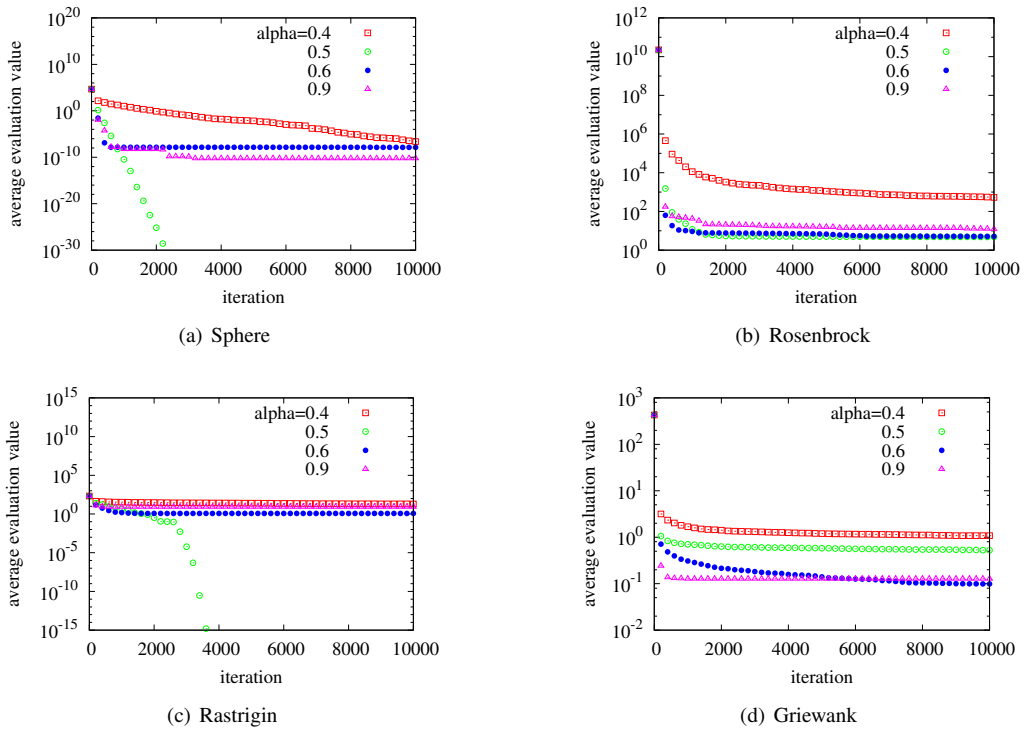 10^20
10^10
10^0
10^-10
10^-20
10^-30
average evaluation value
alpha=0.4
0.5
0.6
0.9
0 2000 4000 6000 8000 10000
iteration
(a) Sphere
10^12
10^10
10^8
10^6
10^4
10^2
10^0
average evaluation value
alpha=0.4
0.5
0.6
0.9
0 2000 4000 6000 8000 10000
iteration
(b) Rosenbrock
10^15
10^10
10^5
10^0
10^-5
10^-10
10^-15
average evaluation value
alpha=0.4
0.5
0.6
0.9
0 2000 4000 6000 8000 10000
iteration
(c) Rastrigin
10^3
10^2
10^1
10^0
10^-1
10^-2
average evaluation value
alpha=0.4
0.5
0.6
0.9
0 2000 4000 6000 8000 10000
iteration
(d) Griewank